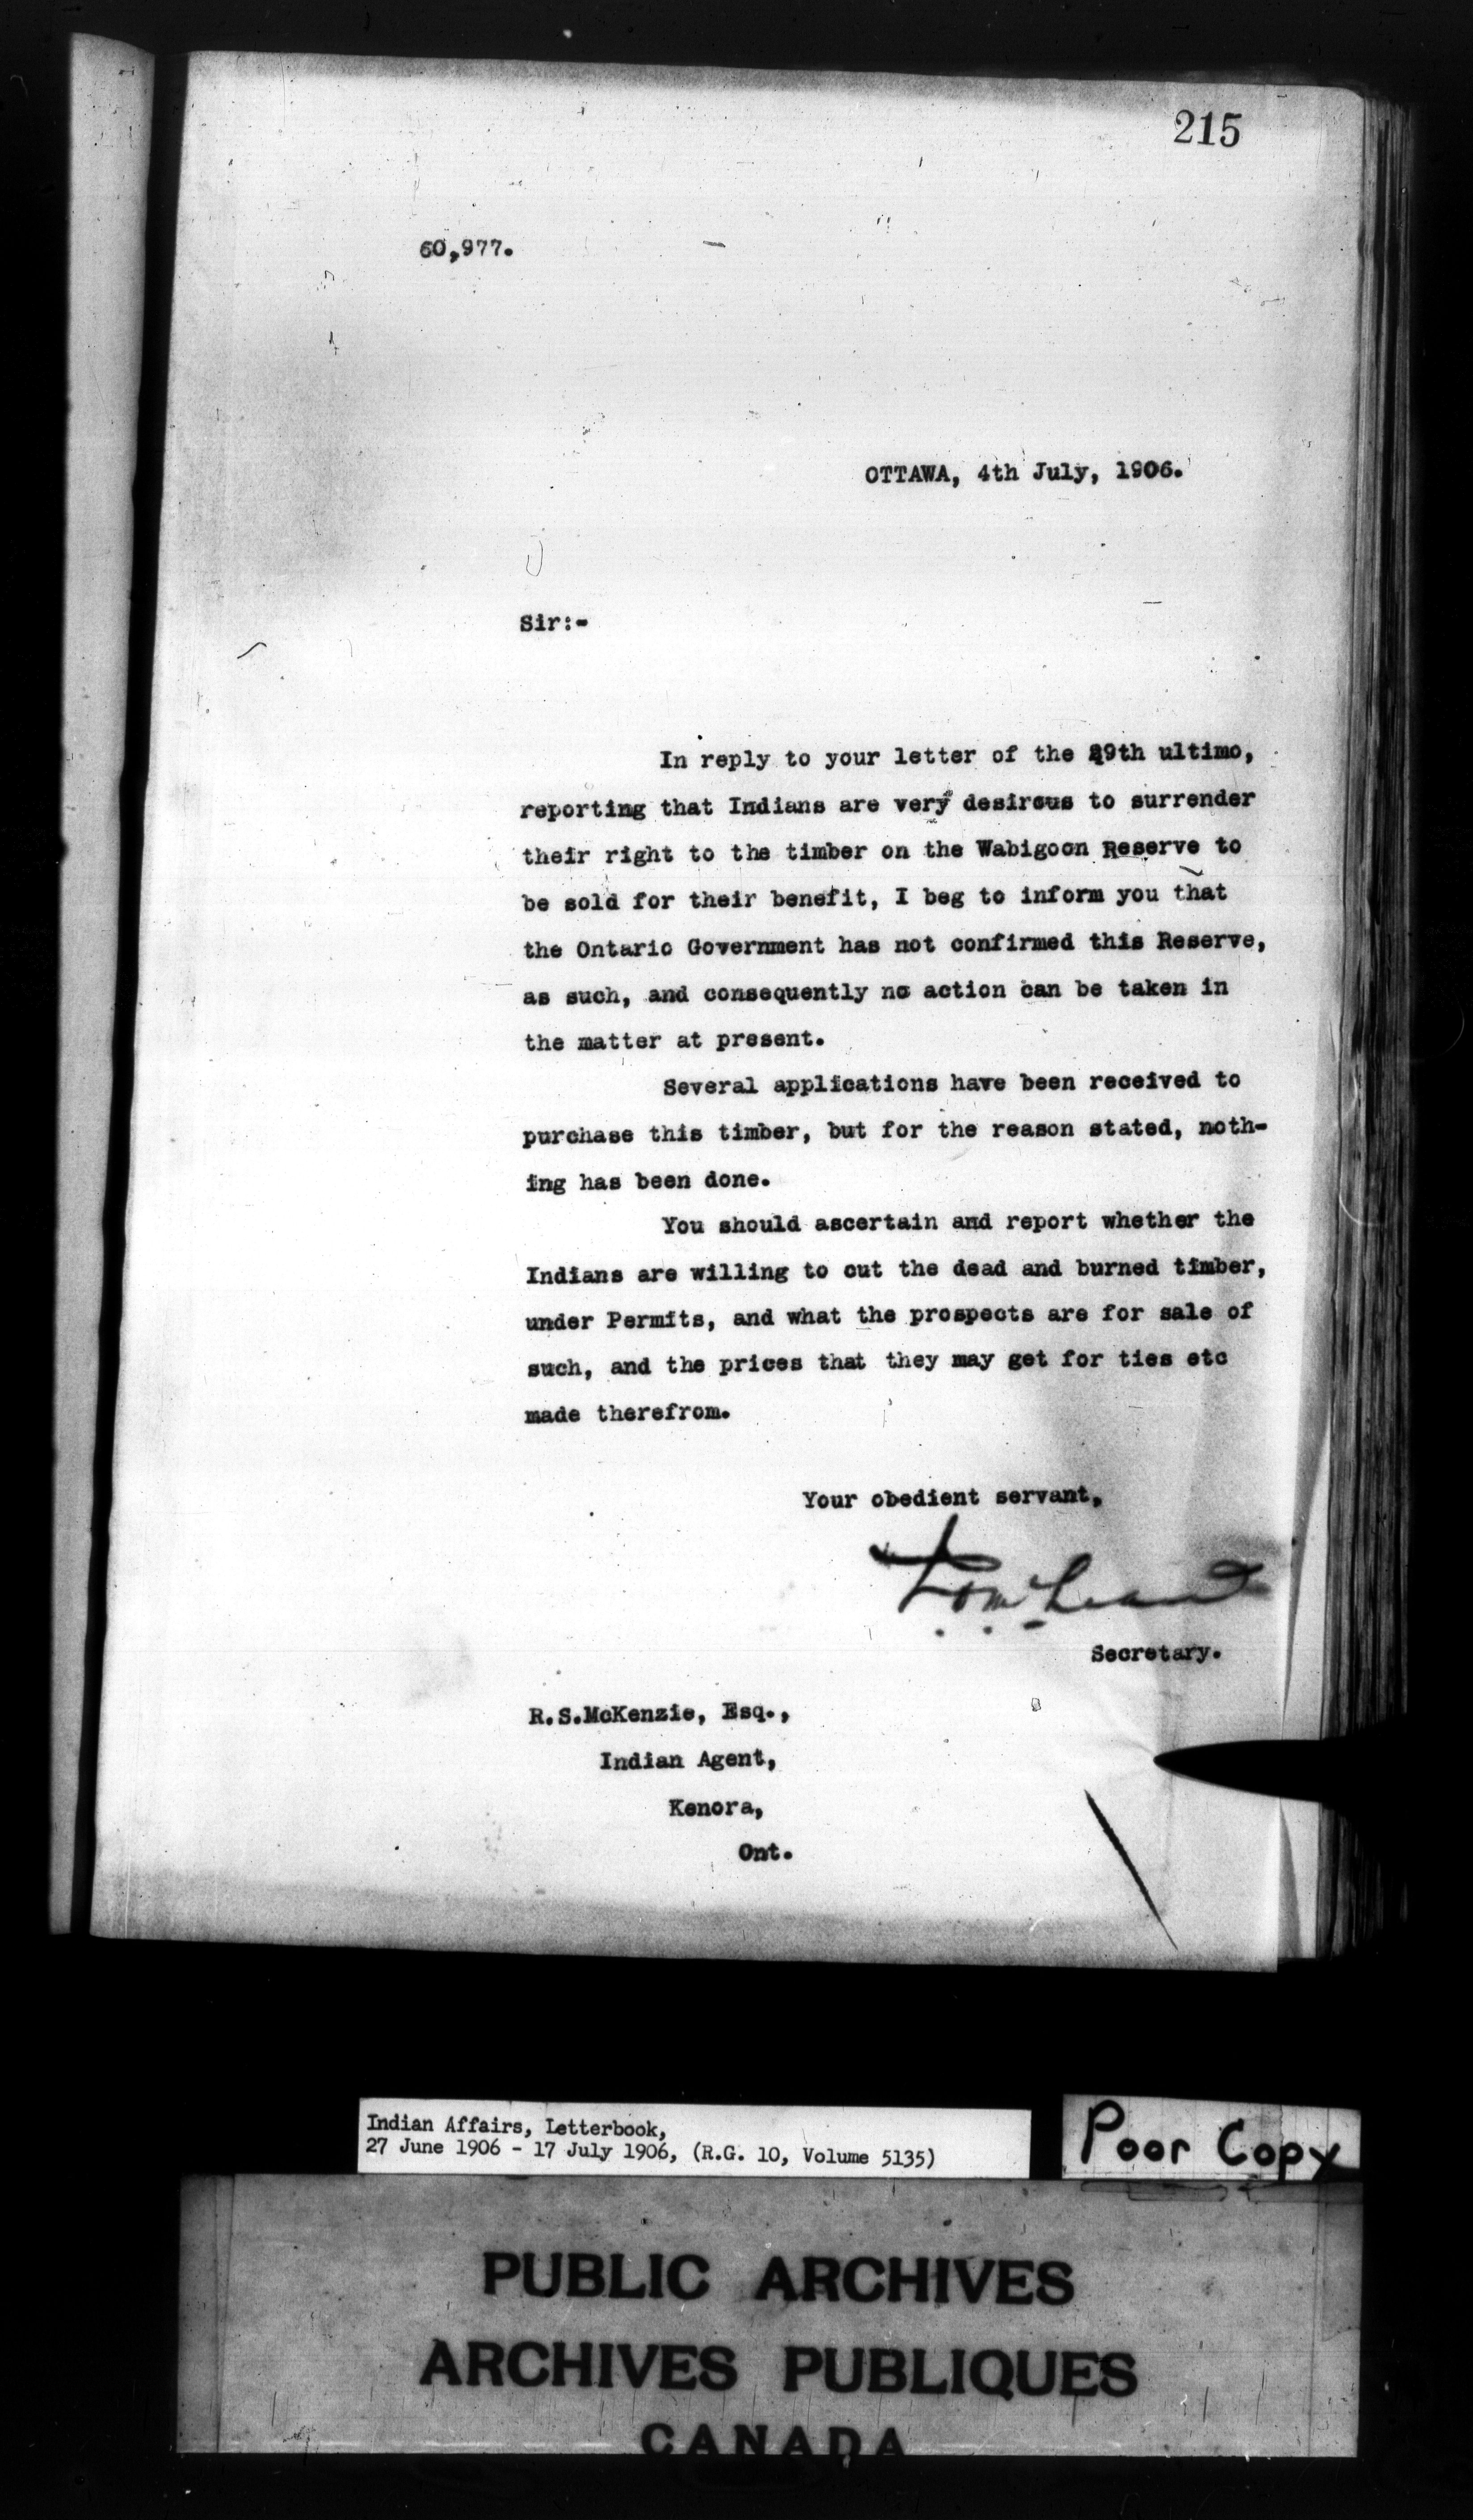 215
60,977.
OTTAWA, 4th July, 1906.
Sir:-
In reply to your letter of the 29th ultimo,
reporting that Indians are very desirous to surrender
their right to the timber on the Wabigoon Reserve to
be sold for their benefit, I beg to inform you that
the Ontario Government has not confirmed this Reserve,
as such, and consequently no action can be taken in
the matter at present.
Several applications have been received to
purchase this timber, but for the reason stated, noth-
ing has been done.
You should ascertain and report whether the
Indians are willing to cut the dead and burned timber,
under Permits, and what the prospects are for sale of
such, and the prices that they may get for ties etc
made therefrom.
Your obedient servant,
Secretary.
R.S.McKenzie, Esq.,
Indian Agent,
Kenora,
Ont.
Indian Affairs, Letterbook,
27 June 1906 - 17 July 1906, (R.G. 10, Volume 5135)
Poor Copy
PUBLIC ARCHIVES
ARCHIVES PUBLIQUES
CANADA